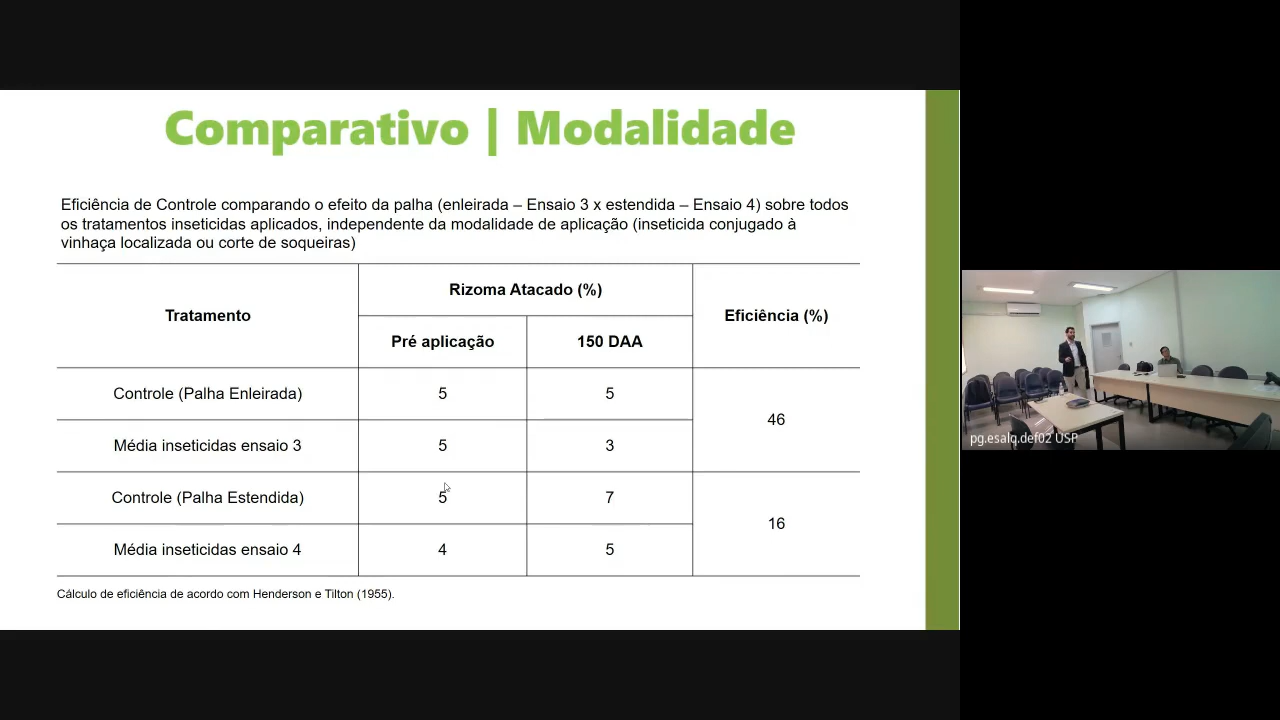 Comparativo | Modalidade
Eficiência de Controle comparando o efeito da palha (enleirada – Ensaio 3 x estendida – Ensaio 4) sobre todos
os tratamentos inseticidas aplicados, independente da modalidade de aplicação (inseticida conjugado à
vinhaça localizada ou corte de soqueiras)
Tratamento
Rizoma Atacado (%)
Eficiência (%)
Pré aplicação
150 DAA
Controle (Palha Enleirada)
5
5
46
Média inseticidas ensaio 3
5
3
Controle (Palha Estendida)
5
7
16
Média inseticidas ensaio 4
4
5
Cálculo de eficiência de acordo com Henderson e Tilton (1955).
pg.esalq.def02 USP